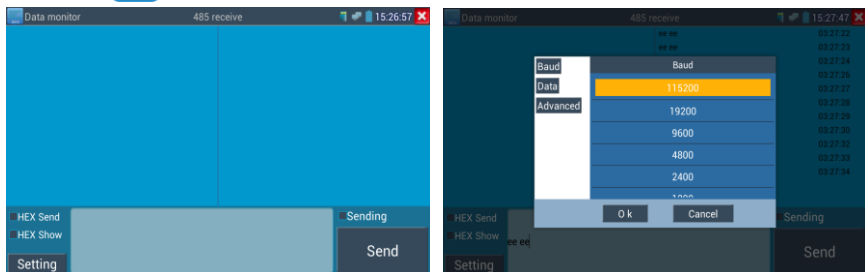 Data monitor 485 receive 15:26:57
HEX Send
HEX Show
Setting
Sending
Send
Data monitor 485 receive 15:27:47
ee ee 03:27:22
ee ee 03:27:23
03:27:24
03:27:26
03:27:27
03:27:28
03:27:29
03:27:30
03:27:32
03:27:33
03:27:34
Baud
Data
Advanced
Baud
115200
19200
9600
4800
2400
1200
Ok Cancel
HEX Send
HEX Show
ee ee
Setting
Sending
Send